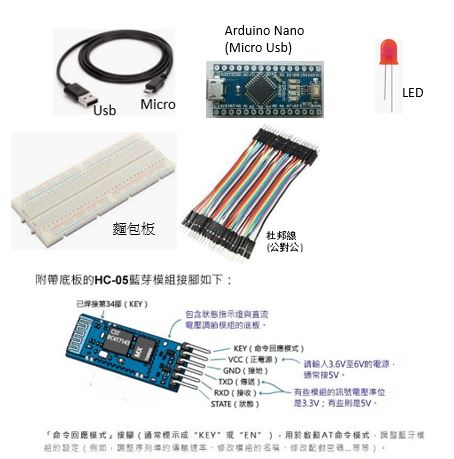 Arduino Nano
(Micro Usb)
Usb
Micro
LED
麵包板
杜邦線
(公對公)
附帶底板的HC-05藍芽模組接腳如下：
已焊接第34腳（KEY）
包含狀態指示燈與直流
電壓調節模組的底板。
CSR
BC417143
KEY（命令回應模式）
VCC（正電源）
GND（接地）
TXD（傳送）
RXD（接收）
STATE（狀態）
請輸入3.6V至6V的電源，
通常接5V。
有些模組的訊號電壓準位
是3.3V；有些則是5V。
「命令回應模式」接腳（通常標示成 “KEY” 或 “EN” ），用於啟動AT命令模式，調整藍牙模
組的設定（例如，調整序列埠的傳輸速率、修改模組的名稱、修改配對密碼…等等）。